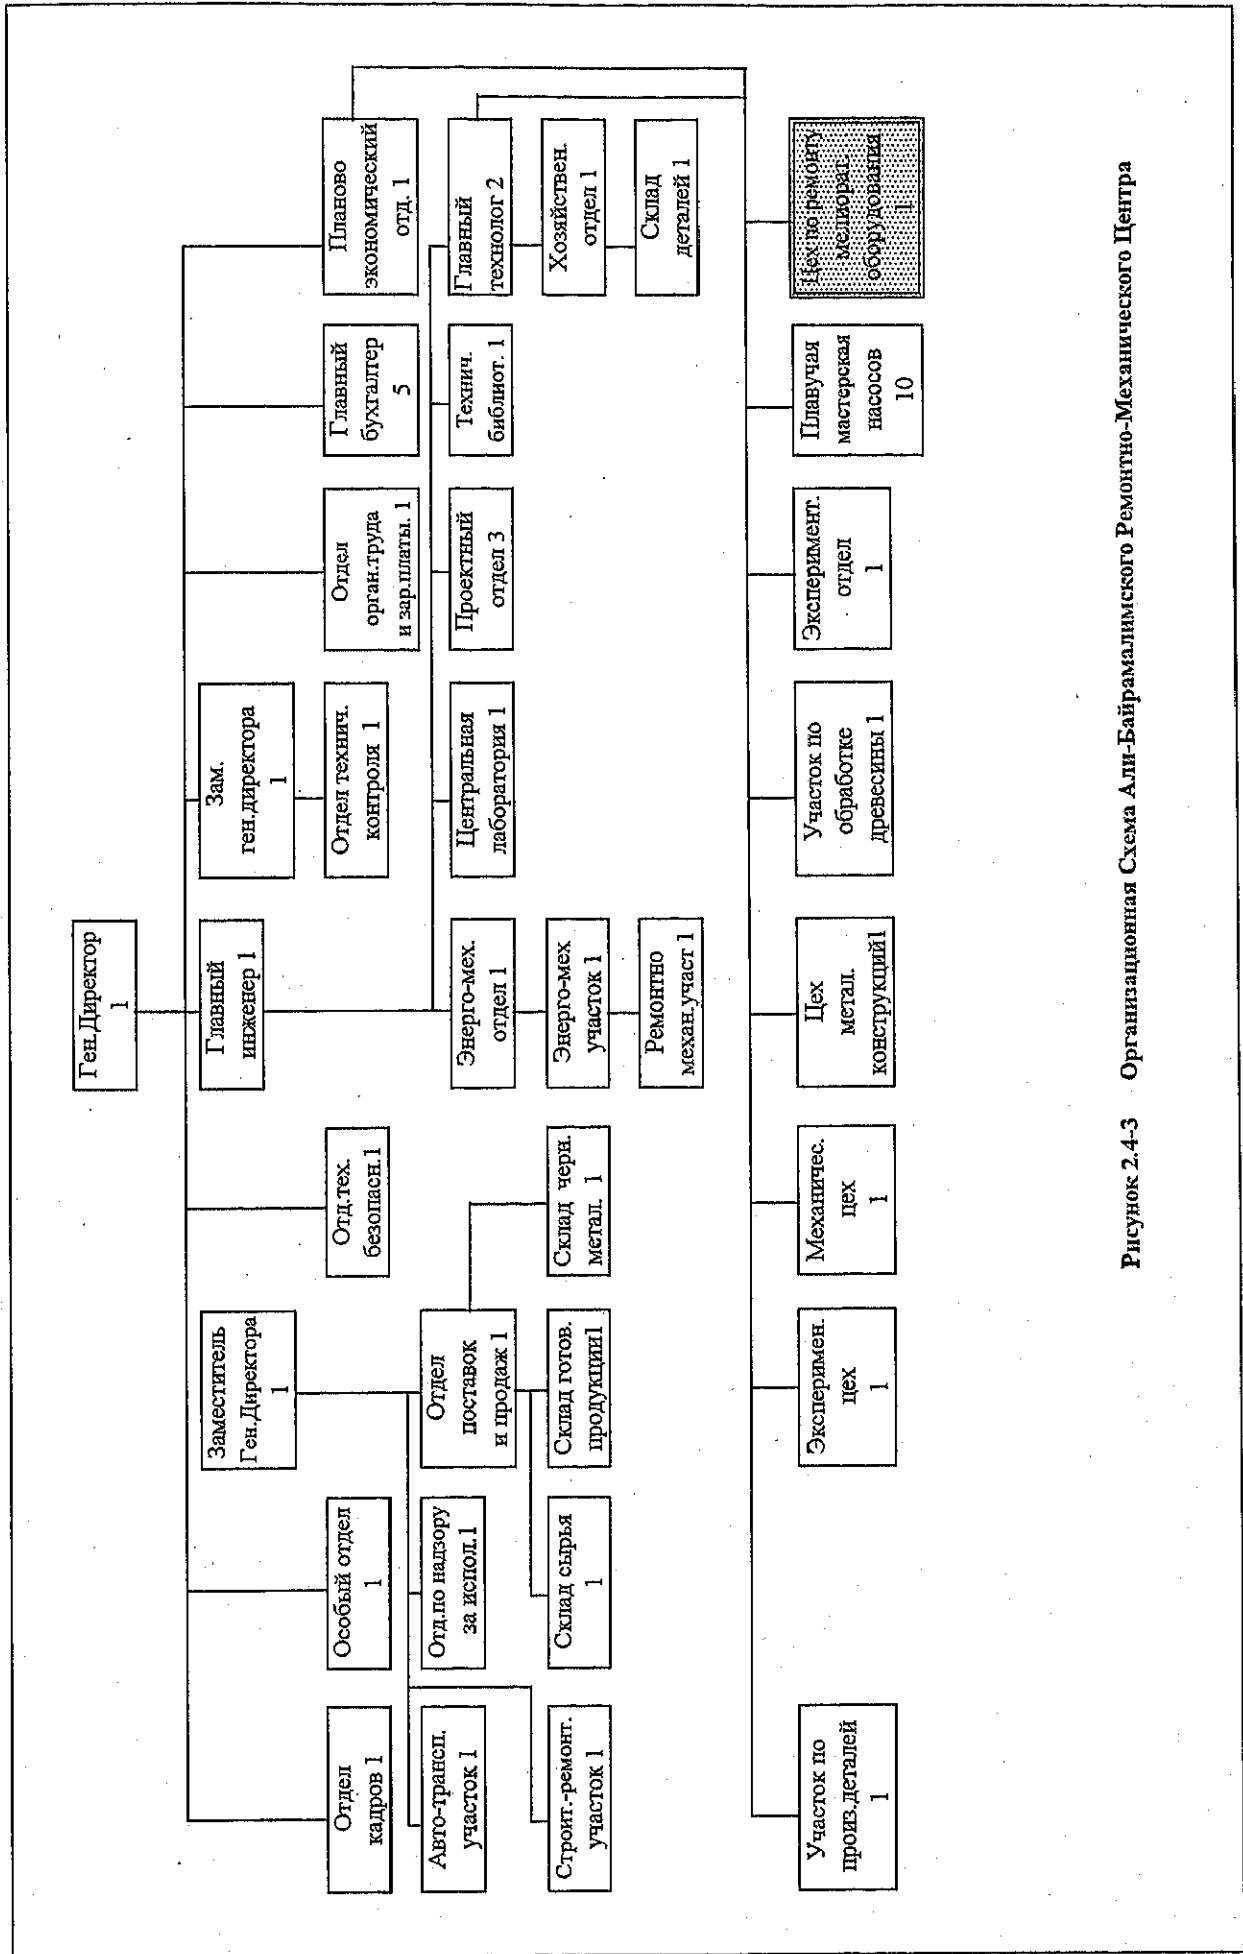 Ген.Директор
1
Заместитель
Ген.Директора
1
Главный
инженер 1
Зам.
ген.директора
1
Отдел
кадров 1
Особый отдел
1
Отд.тех.
безопасн.1
Отдел технич.
контроля 1
Отдел
орган.труда
и зар.платы. 1
Главный
бухгалтер
5
Планово
экономический
отд. 1
Авто-трансп.
участок 1
Отд.по надзору
за испол.1
Отдел
поставок
и продаж 1
Энерго-мех.
отдел 1
Центральная
лаборатория 1
Проектный
отдел 3
Технич.
библиот. 1
Главный
технолог 2
Строит.-ремонт.
участок 1
Склад сырья
1
Склад готов.
продукции1
Склад черн.
метал. 1
Энерго-мех
участок 1
Хозяйствен.
отдел 1
Ремонтно
механ.участ 1
Склад
деталей 1
Участок по
произ.деталей
1
Эксперимен.
цех
1
Механичес.
цех
1
Цех
метал.
конструкций1
Участок по
обработке
древесины 1
Эксперимент.
отдел
1
Плавучая
мастерская
насосов
10
Цех по ремонту
мелиорат.
оборудования
1
Рисунок 2.4-3 Организационная Схема Али-Байрамалимского Ремонтно-Механического Центра